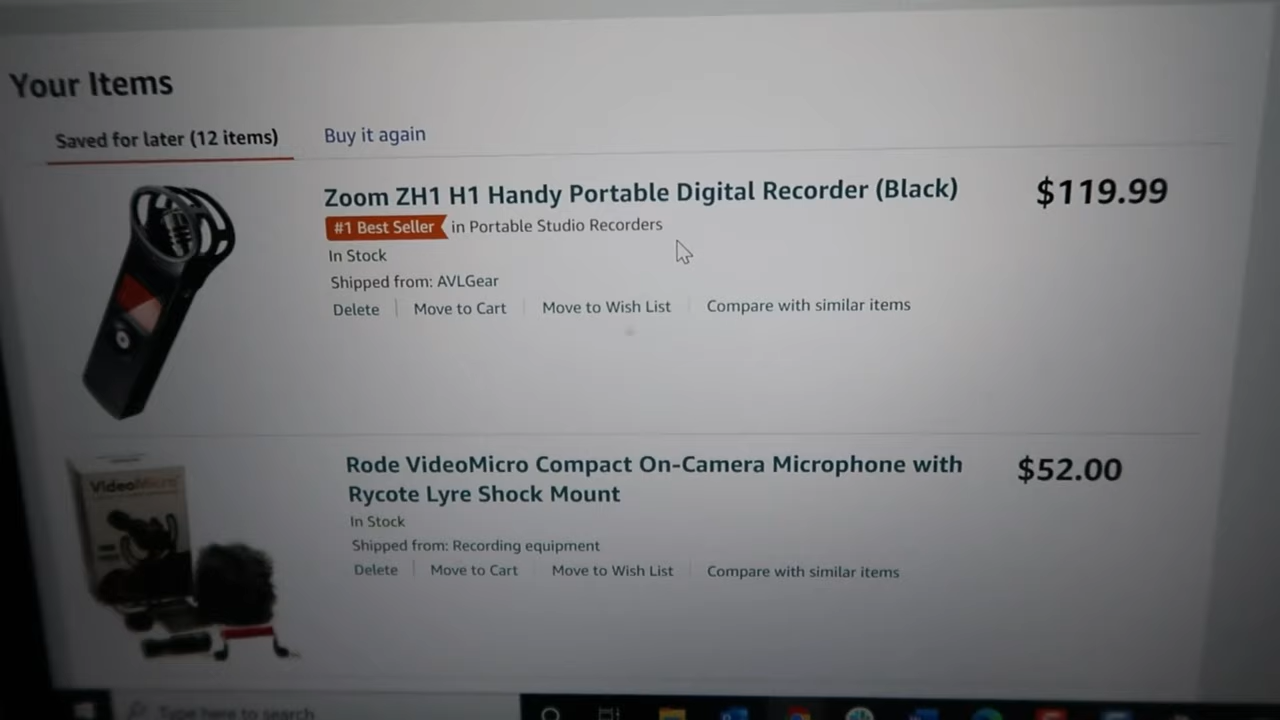 Your Items
Saved for later (12 items) Buy it again
Zoom ZH1 H1 Handy Portable Digital Recorder (Black) $119.99
#1 Best Seller in Portable Studio Recorders
In Stock
Shipped from: AVLGear
Delete Move to Cart Move to Wish List Compare with similar items
Rode VideoMicro Compact On-Camera Microphone with $52.00
Rycote Lyre Shock Mount
VideoMicro
In Stock
Shipped from: Recording equipment
Delete Move to Cart Move to Wish List Compare with similar items
Type here to search